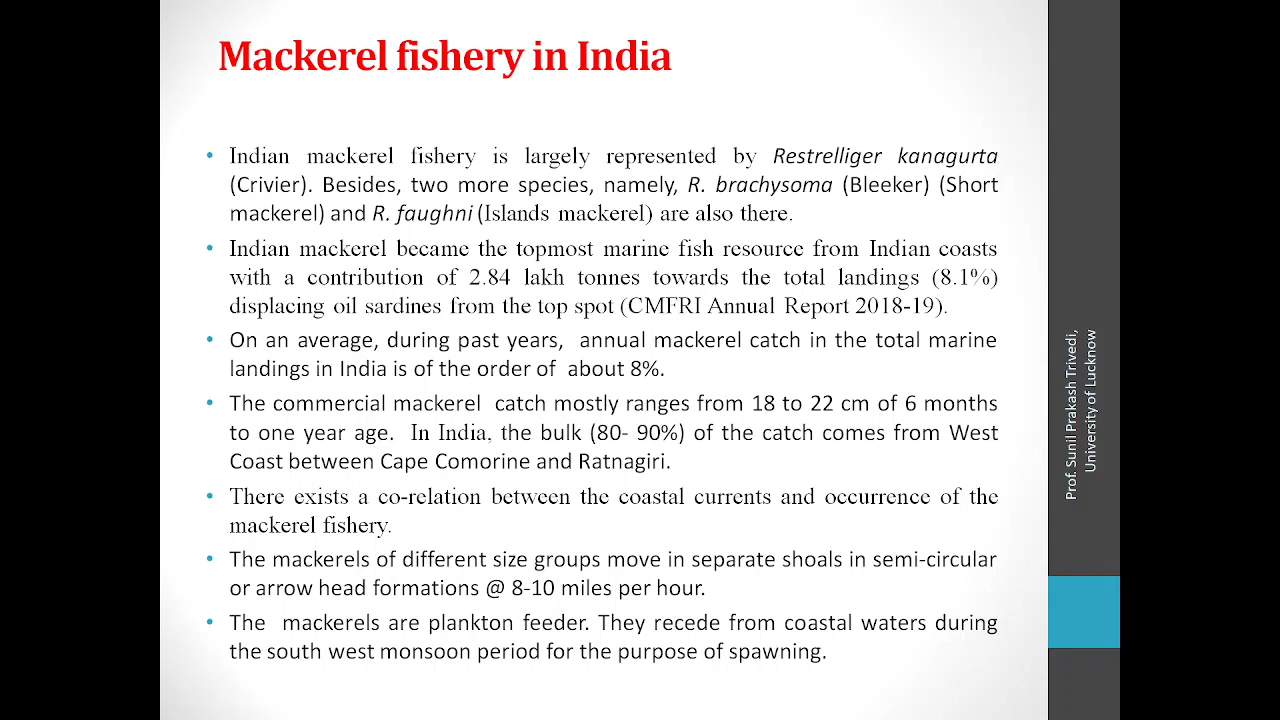 Mackerel fishery in India
• Indian mackerel fishery is largely represented by Restrelliger kanagurta
(Crivier). Besides, two more species, namely, R. brachysoma (Bleeker) (Short
mackerel) and R. faughni (Islands mackerel) are also there.
• Indian mackerel became the topmost marine fish resource from Indian coasts
with a contribution of 2.84 lakh tonnes towards the total landings (8.1%)
displacing oil sardines from the top spot (CMFRI Annual Report 2018-19).
• On an average, during past years, annual mackerel catch in the total marine
landings in India is of the order of about 8%.
• The commercial mackerel catch mostly ranges from 18 to 22 cm of 6 months
to one year age. In India, the bulk (80- 90%) of the catch comes from West
Coast between Cape Comorine and Ratnagiri.
• There exists a co-relation between the coastal currents and occurrence of the
mackerel fishery.
• The mackerels of different size groups move in separate shoals in semi-circular
or arrow head formations @ 8-10 miles per hour.
• The mackerels are plankton feeder. They recede from coastal waters during
the south west monsoon period for the purpose of spawning.
Prof. Sunil Prakash Trivedi,
University of Lucknow